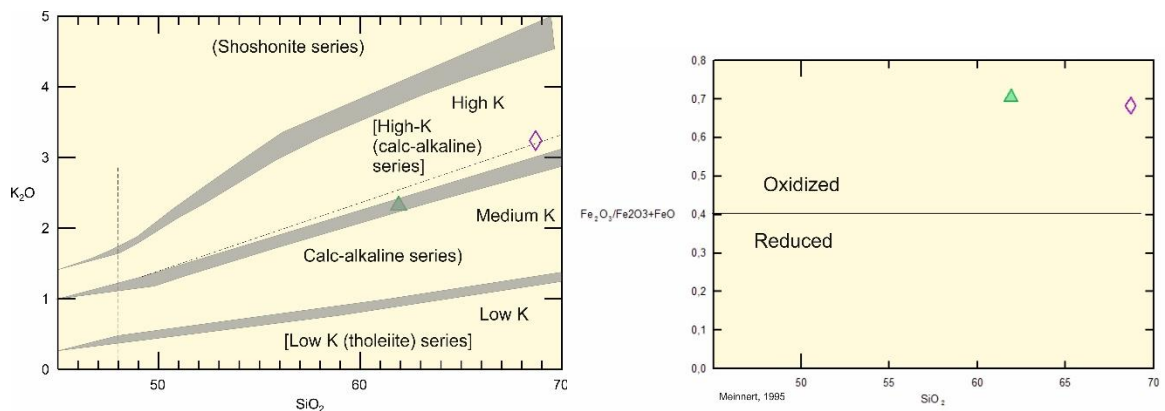 5
4
3
2
1
0
K₂O
(Shoshonite series)
High K
[High-K
(calc-alkaline)
series]
Medium K
Calc-alkaline series)
Low K
[Low K (tholeiite) series]
50
60
70
SiO₂
0,8
0,7
0,6
0,5
0,4
0,3
0,2
0,1
0,0
Fe₂O₃/Fe2O3+FeO
Oxidized
Reduced
50
55
60
65
70
Meinnert, 1995
SiO₂